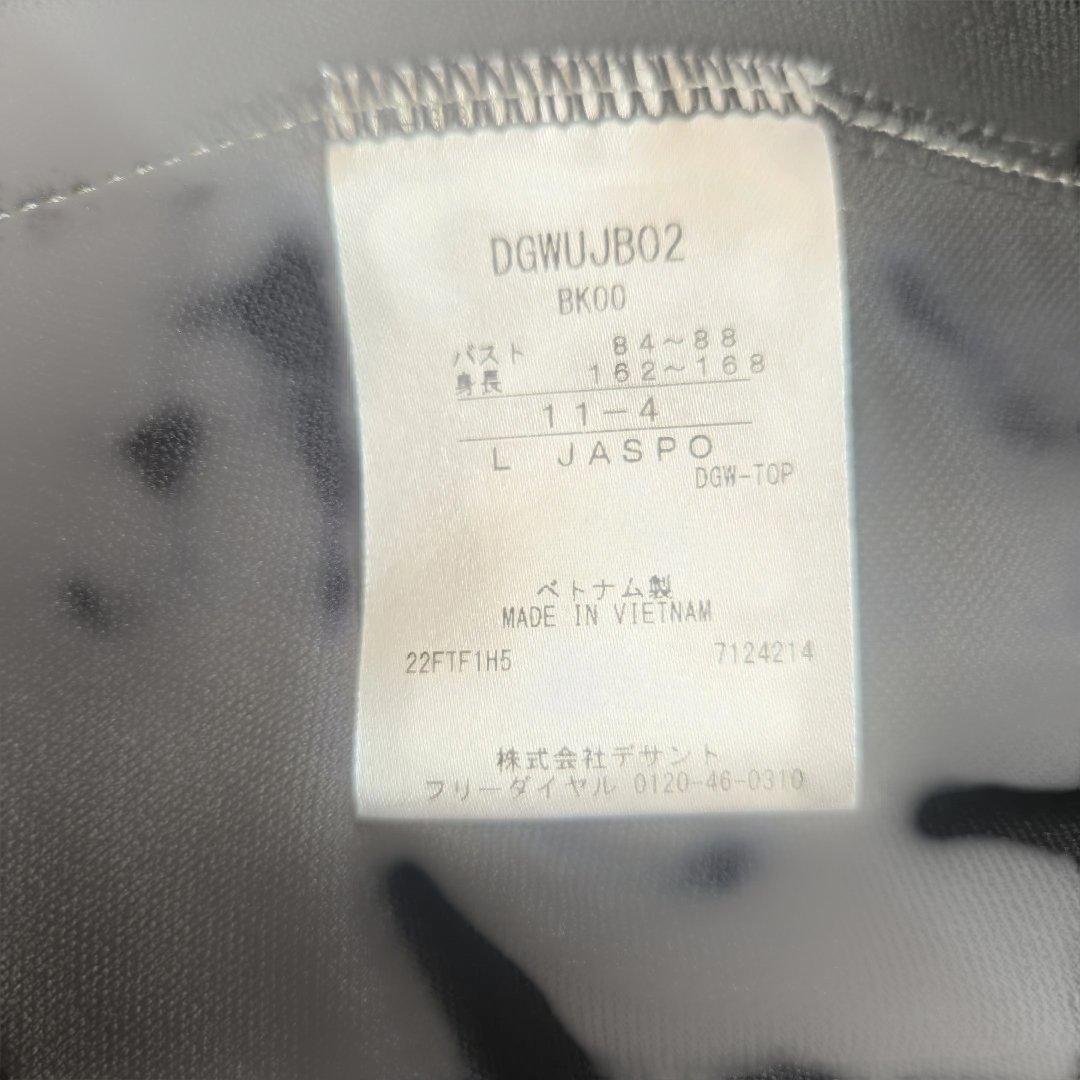 DGWUJB02
BK00
バスト 84~88
身長 162~168
11-4
L JASPO
DGW-TOP
ベトナム製
MADE IN VIETNAM
22FTF1H5 7124214
株式会社デサント
フリーダイヤル 0120-46-0310